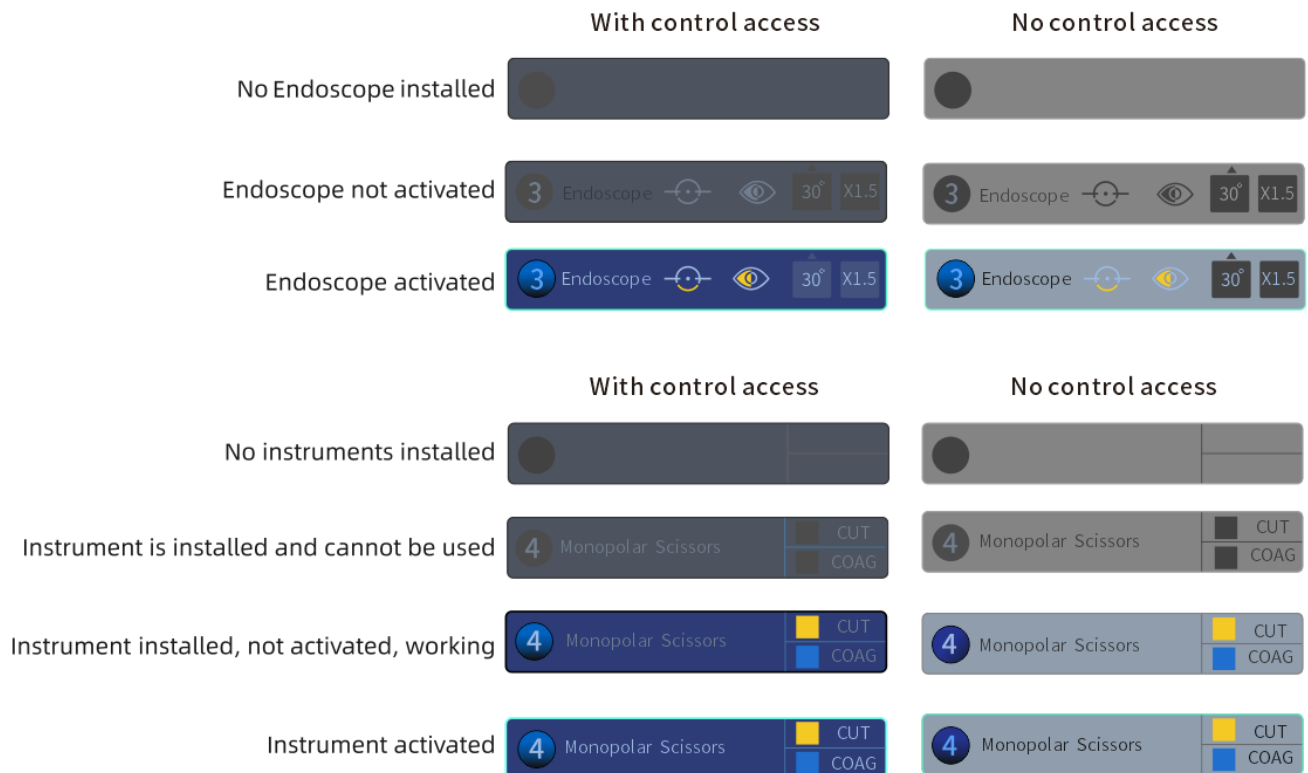 With control access No control access
No Endoscope installed
Endoscope not activated 3 Endoscope 30° X1.5 3 Endoscope 30° X1.5
Endoscope activated 3 Endoscope 30° X1.5 3 Endoscope 30° X1.5
With control access No control access
No instruments installed
Instrument is installed and cannot be used 4 Monopolar Scissors CUT COAG 4 Monopolar Scissors CUT COAG
Instrument installed, not activated, working 4 Monopolar Scissors CUT COAG 4 Monopolar Scissors CUT COAG
Instrument activated 4 Monopolar Scissors CUT COAG 4 Monopolar Scissors CUT COAG